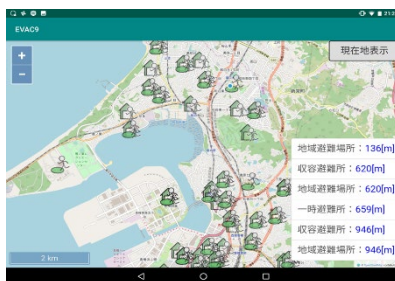 EVAC9
+
現在地表示
−
地域避難場所：136[m]
収容避難所：620[m]
地域避難場所：620[m]
一時避難所：659[m]
収容避難所：946[m]
地域避難場所：946[m]
2 km